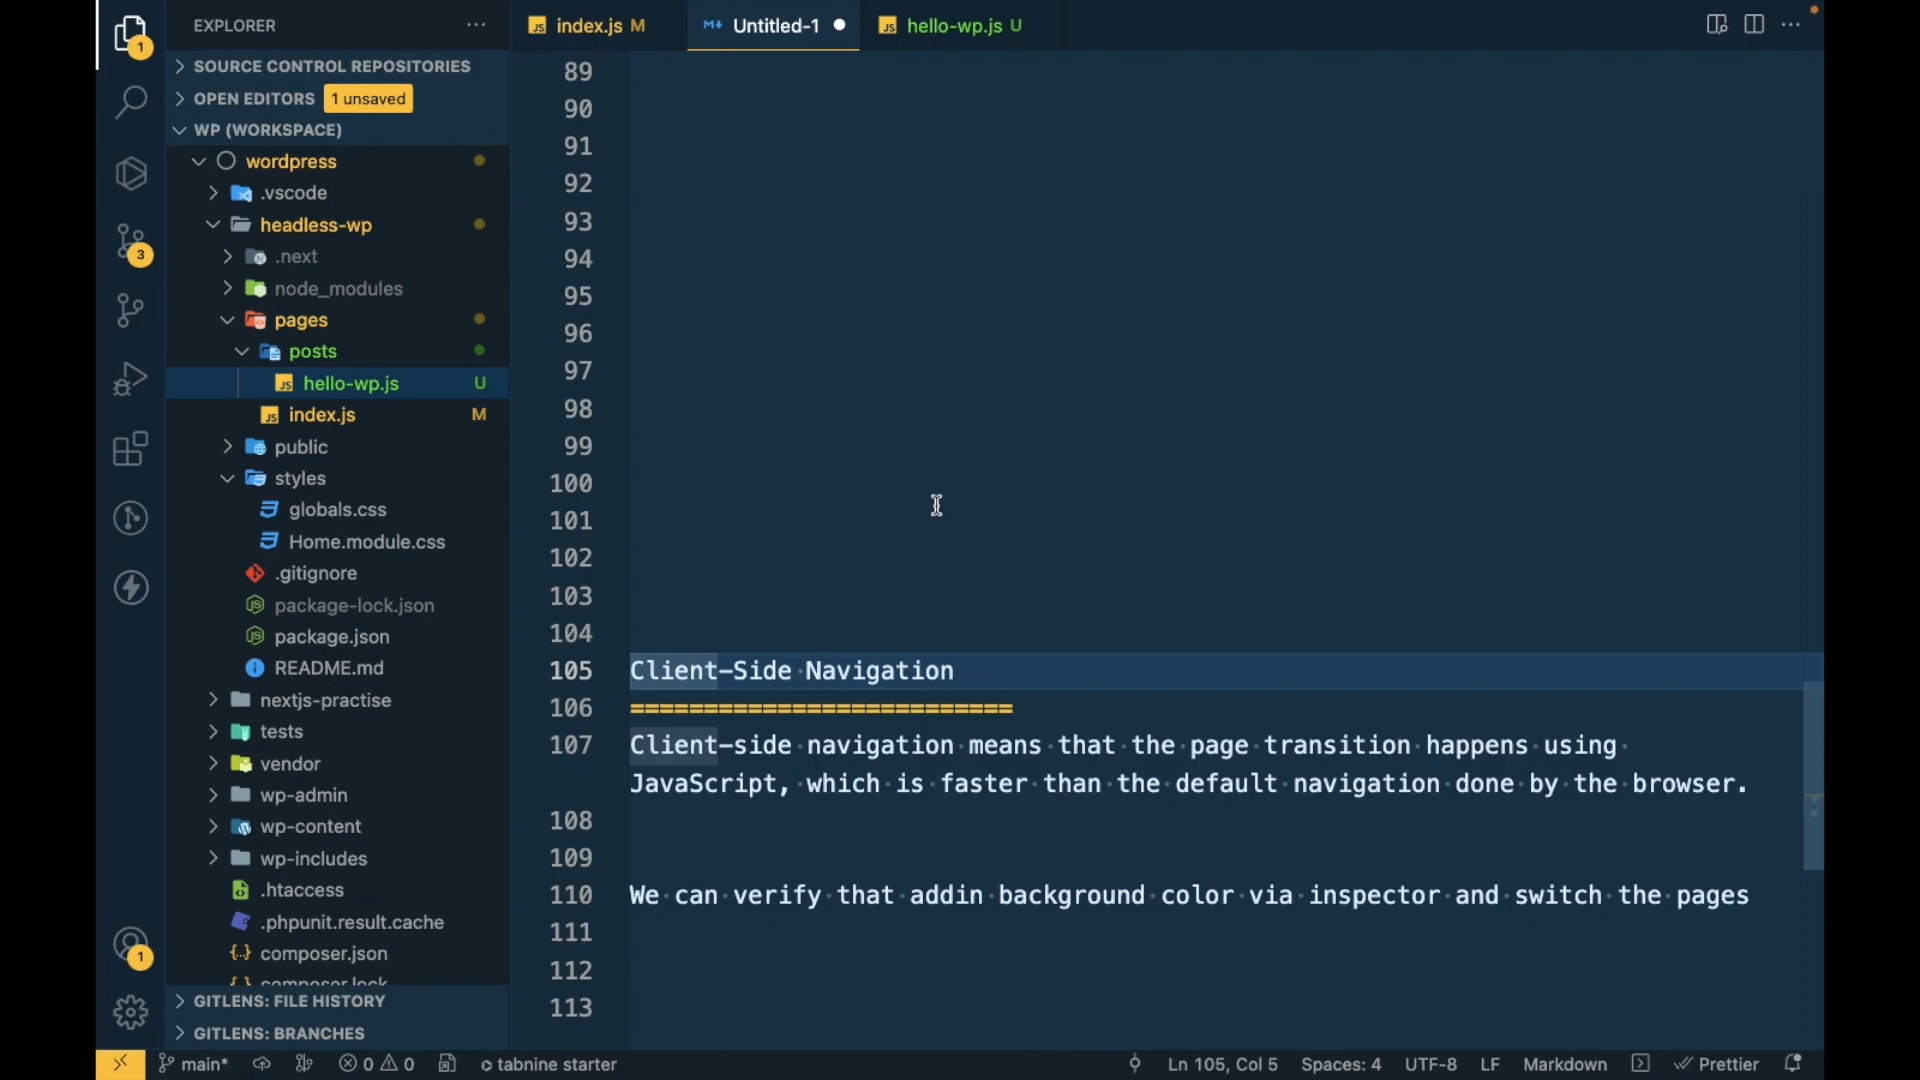 EXPLORER
index.js M
Untitled-1
hello-wp.js U
SOURCE CONTROL REPOSITORIES
OPEN EDITORS 1 unsaved
WP (WORKSPACE)
wordpress
.vscode
headless-wp
.next
node_modules
pages
posts
hello-wp.js U
index.js M
public
styles
globals.css
Home.module.css
.gitignore
package-lock.json
package.json
README.md
nextjs-practise
tests
vendor
wp-admin
wp-content
wp-includes
.htaccess
.phpunit.result.cache
composer.json
composer.lock
GITLENS: FILE HISTORY
GITLENS: BRANCHES
1
3
1
89
90
91
92
93
94
95
96
97
98
99
100
101
102
103
104
105 Client-Side Navigation
106 ==========================
107 Client-side navigation means that the page transition happens using
JavaScript, which is faster than the default navigation done by the browser.
108
109
110 We can verify that addin background color via inspector and switch the pages
111
112
113
main* 0 0 tabnine starter Ln 105, Col 5 Spaces: 4 UTF-8 LF Markdown Prettier